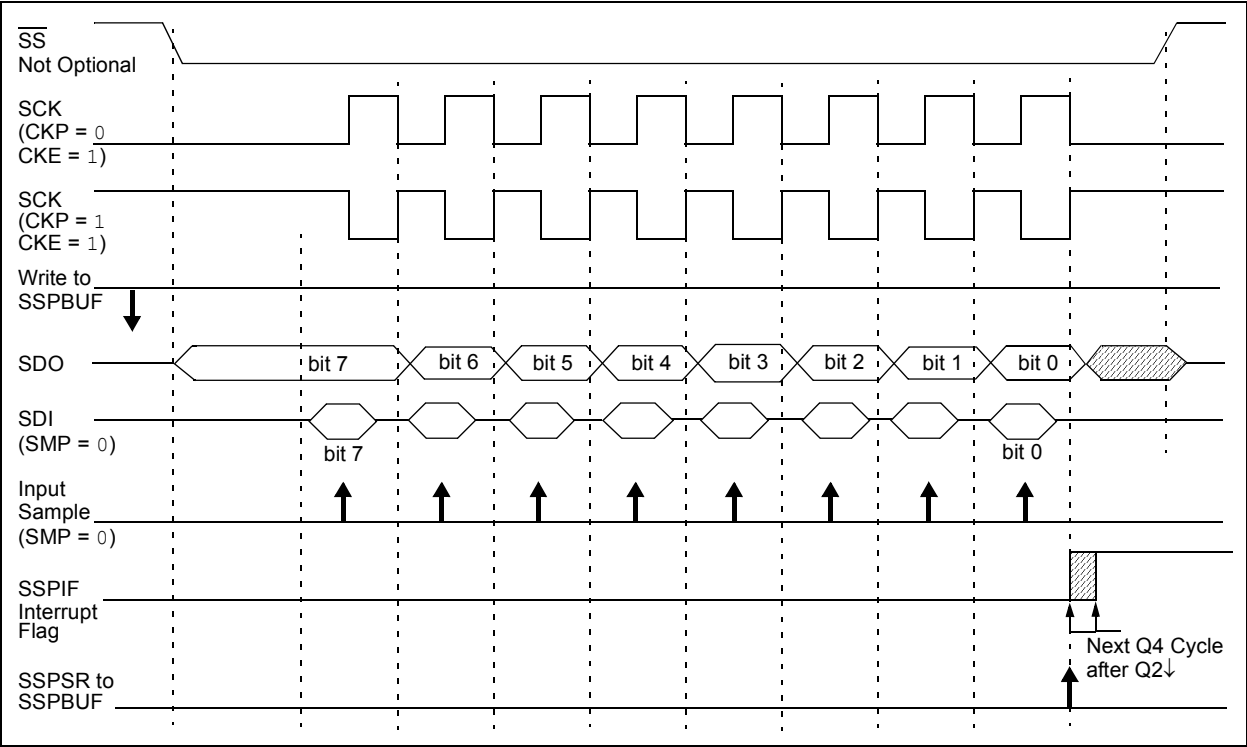 SS
Not Optional
SCK
(CKP = 0
CKE = 1)
SCK
(CKP = 1
CKE = 1)
Write to
SSPBUF
SDO
bit 7
bit 6
bit 5
bit 4
bit 3
bit 2
bit 1
bit 0
SDI
(SMP = 0)
bit 7
bit 0
Input
Sample
(SMP = 0)
SSPIF
Interrupt
Flag
Next Q4 Cycle
after Q2↓
SSPSR to
SSPBUF